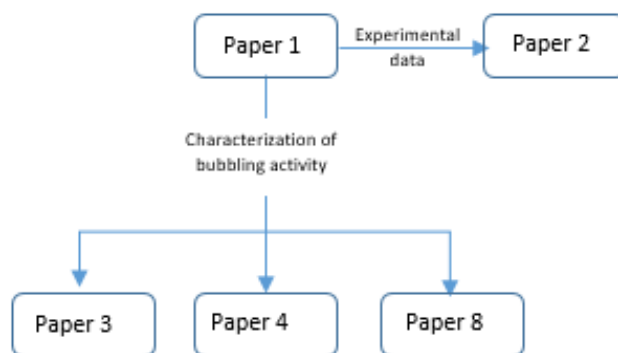 Paper 1
Experimental
data
Paper 2
Characterization of
bubbling activity
Paper 3
Paper 4
Paper 8